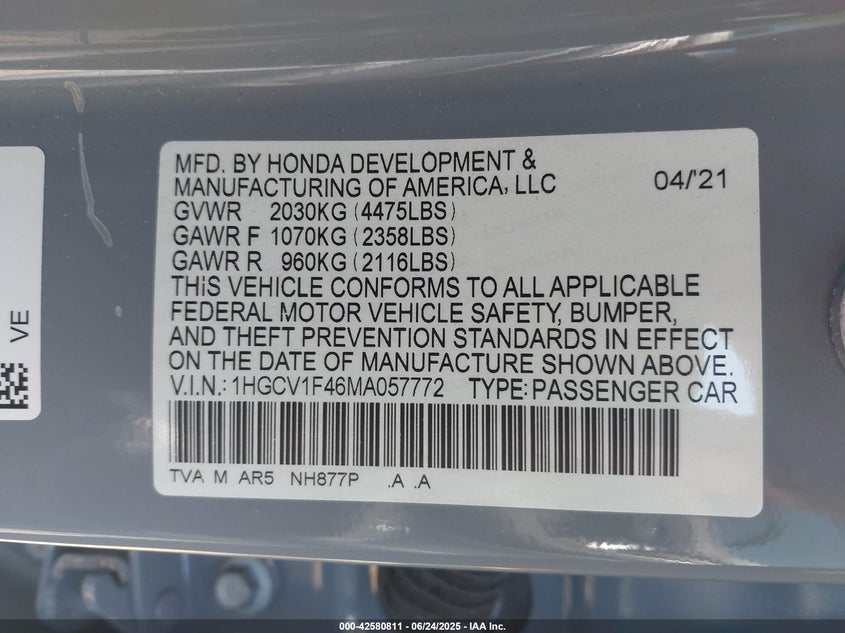 MFD. BY HONDA DEVELOPMENT &
MANUFACTURING OF AMERICA, LLC 04/'21
GVWR 2030KG (4475LBS)
GAWR F 1070KG (2358LBS)
GAWR R 960KG (2116LBS)
THIS VEHICLE CONFORMS TO ALL APPLICABLE
FEDERAL MOTOR VEHICLE SAFETY, BUMPER,
AND THEFT PREVENTION STANDARDS IN EFFECT
ON THE DATE OF MANUFACTURE SHOWN ABOVE.
V.I.N.: 1HGCV1F46MA057772 TYPE: PASSENGER CAR
TVA M AR5 NH877P .A .A
VE
000-42580811 - 06/24/2025 - IAA Inc.